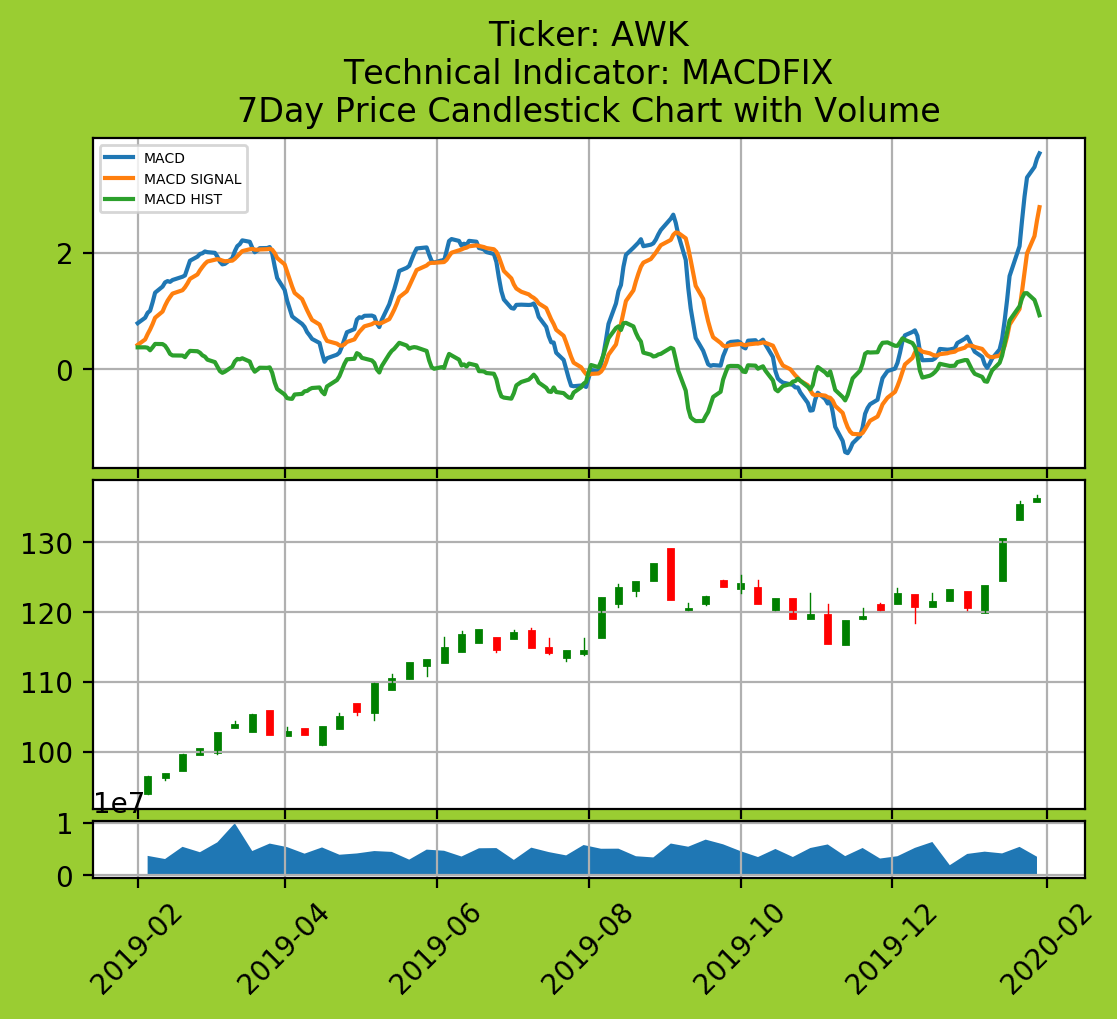 Ticker: AWK
Technical Indicator: MACDFIX
7Day Price Candlestick Chart with Volume
MACD
MACD SIGNAL
MACD HIST
2
0
130
120
110
100
1e7
1
0
2019-02
2019-04
2019-06
2019-08
2019-10
2019-12
2020-02